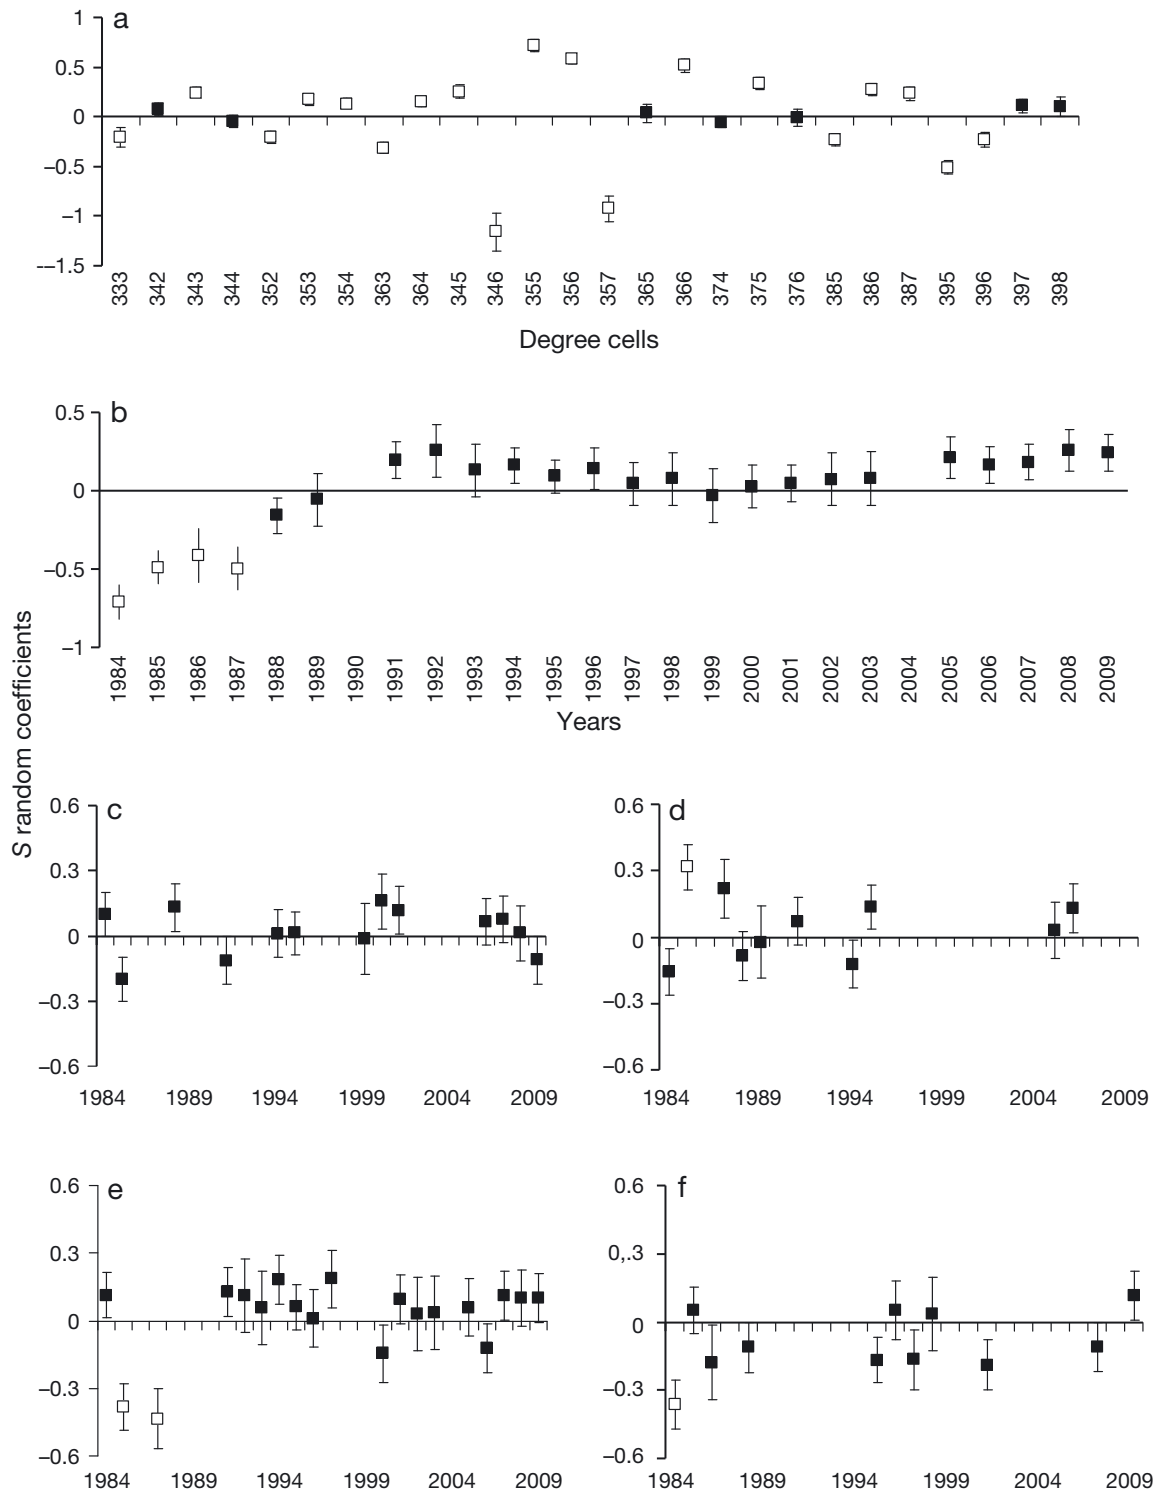 1
a
0.5
0
−0.5
−1
−–1.5
333 342 343 344 352 353 354 363 364 345 346 355 356 357 365 366 374 375 376 385 386 387 395 396 397 398
Degree cells
0.5
b
0
−0.5
−1
1984 1985 1986 1987 1988 1989 1990 1991 1992 1993 1994 1995 1996 1997 1998 1999 2000 2001 2002 2003 2004 2005 2006 2007 2008 2009
Years
S random coefficients
0.6
c
0.3
0
−0.3
−0.6
1984 1989 1994 1999 2004 2009
0.6
d
0.3
0
−0.3
−0.6
1984 1989 1994 1999 2004 2009
0.6
e
0.3
0
−0.3
−0.6
1984 1989 1994 1999 2004 2009
0.6
f
0,.3
0
−0.3
−0.6
1984 1989 1994 1999 2004 2009